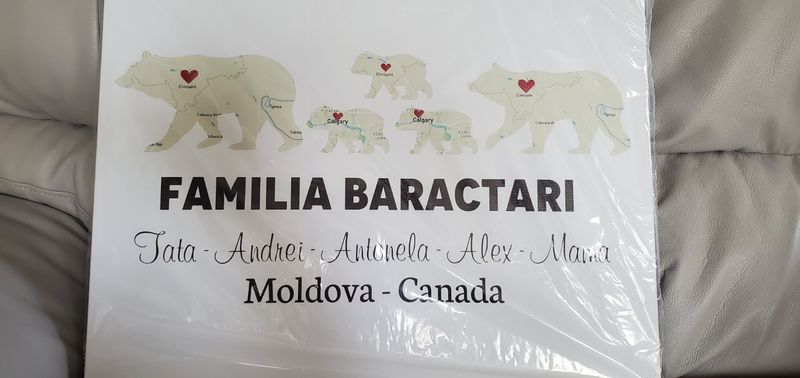 Cimișlia
Cimișlia
Cimișlia
Calgary
Calgary
FAMILIA BARACTARI
Tata - Andrei - Antonela - Alex - Mama
Moldova - Canada